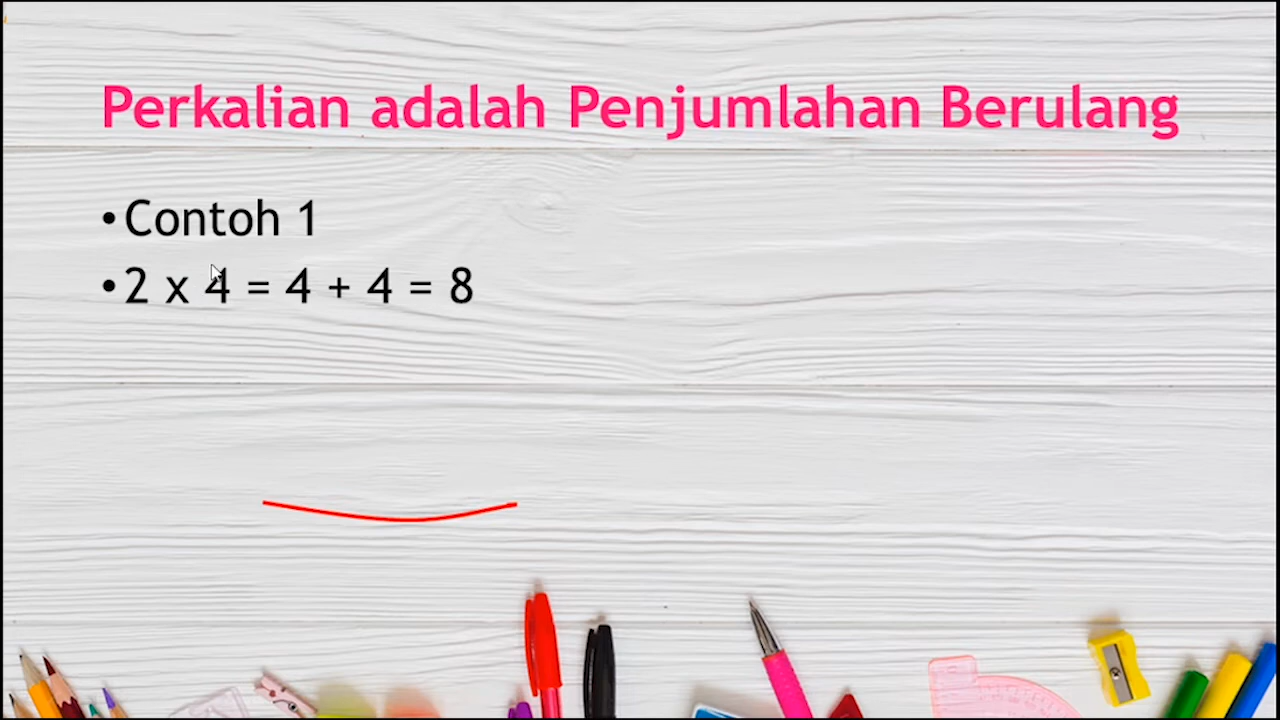 Perkalian adalah Penjumlahan Berulang
• Contoh 1
• 2 x 4 = 4 + 4 = 8